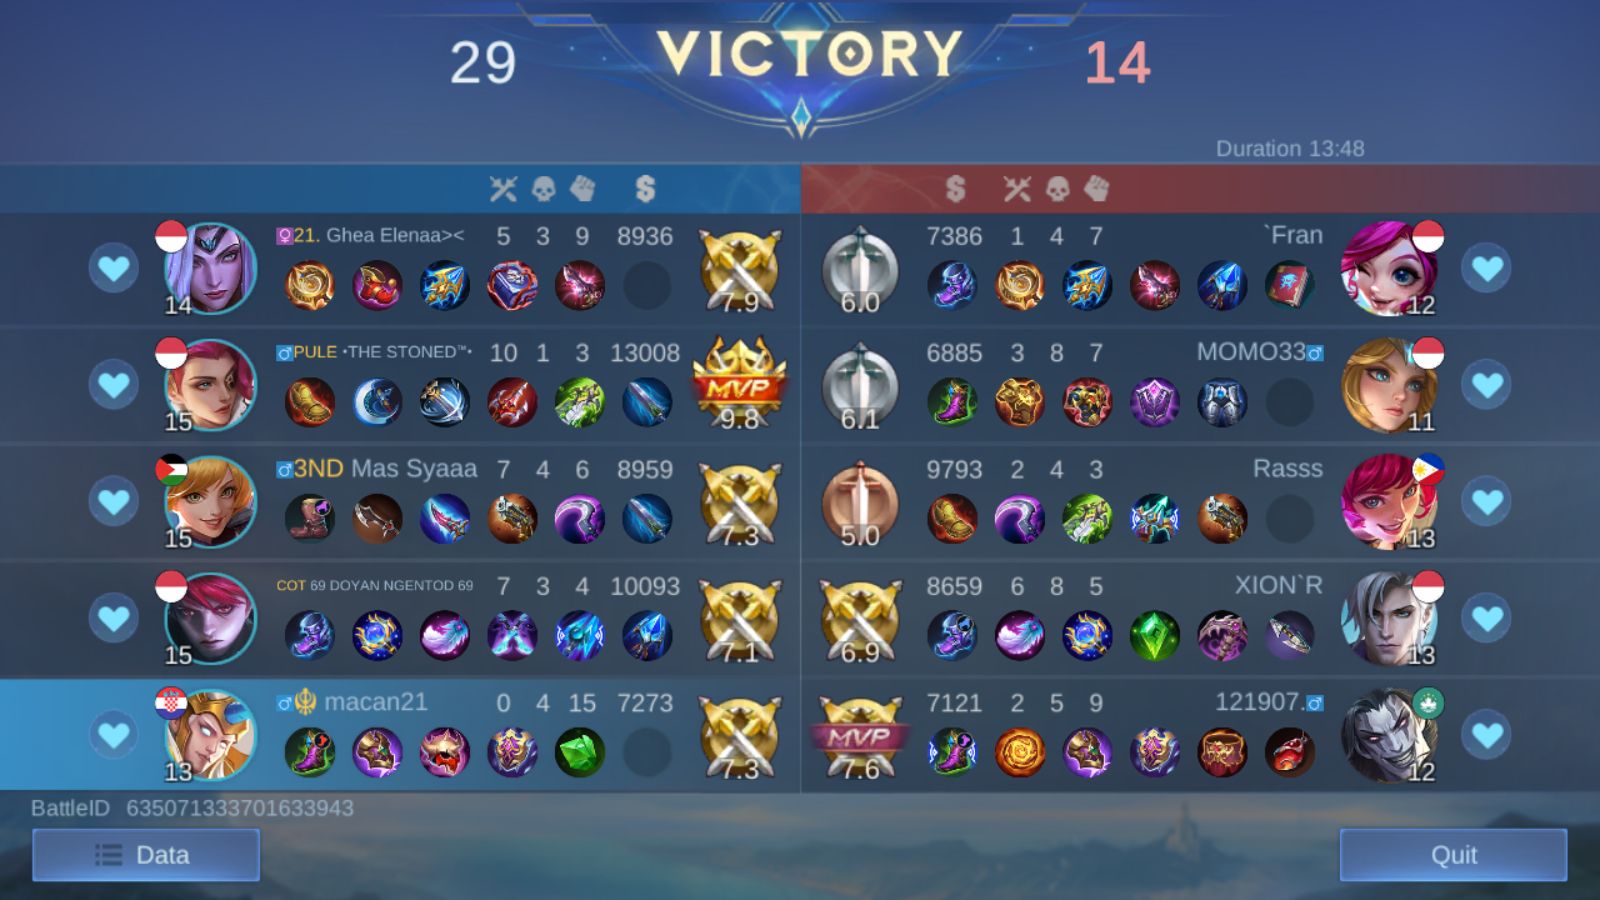 29 VICTORY 14
Duration 13:48
21. Ghea Elenaa>< 5 3 9 8936
14 7.9
7386 1 4 7 `Fran
6.0 12
PULE •THE STONED™• 10 1 3 13008
15 MVP 9.8
6885 3 8 7 MOMO33
6.1 11
3ND Mas Syaaa 7 4 6 8959
15 7.3
9793 2 4 3 Rasss
5.0 13
COT 69 DOYAN NGENTOD 69 7 3 4 10093
15 7.1
8659 6 8 5 XION`R
6.9 13
macan21 0 4 15 7273
13 7.3
7121 2 5 9 121907.
MVP 7.6 12
BattleID 635071333701633943
Data
Quit